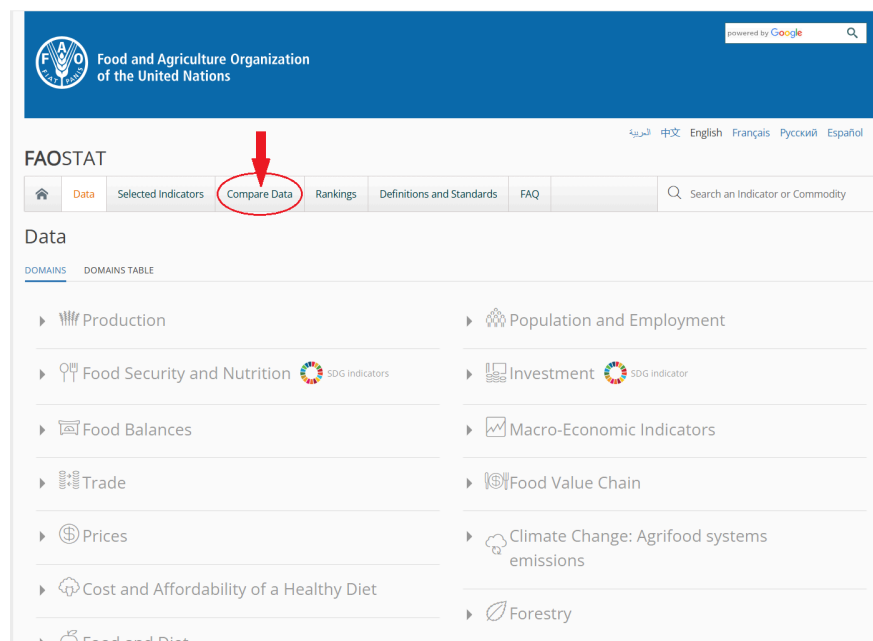 powered by Google
FAO
FIAT PANIS
Food and Agriculture Organization
of the United Nations
العربية 中文 English Français Русский Español
FAOSTAT
Data Selected Indicators Compare Data Rankings Definitions and Standards FAQ Search an Indicator or Commodity
Data
DOMAINS DOMAINS TABLE
Production
Population and Employment
Food Security and Nutrition SDG indicators
Investment SDG indicator
Food Balances
Macro-Economic Indicators
Trade
Food Value Chain
Prices
Climate Change: Agrifood systems
emissions
Cost and Affordability of a Healthy Diet
Forestry
Food and Diet